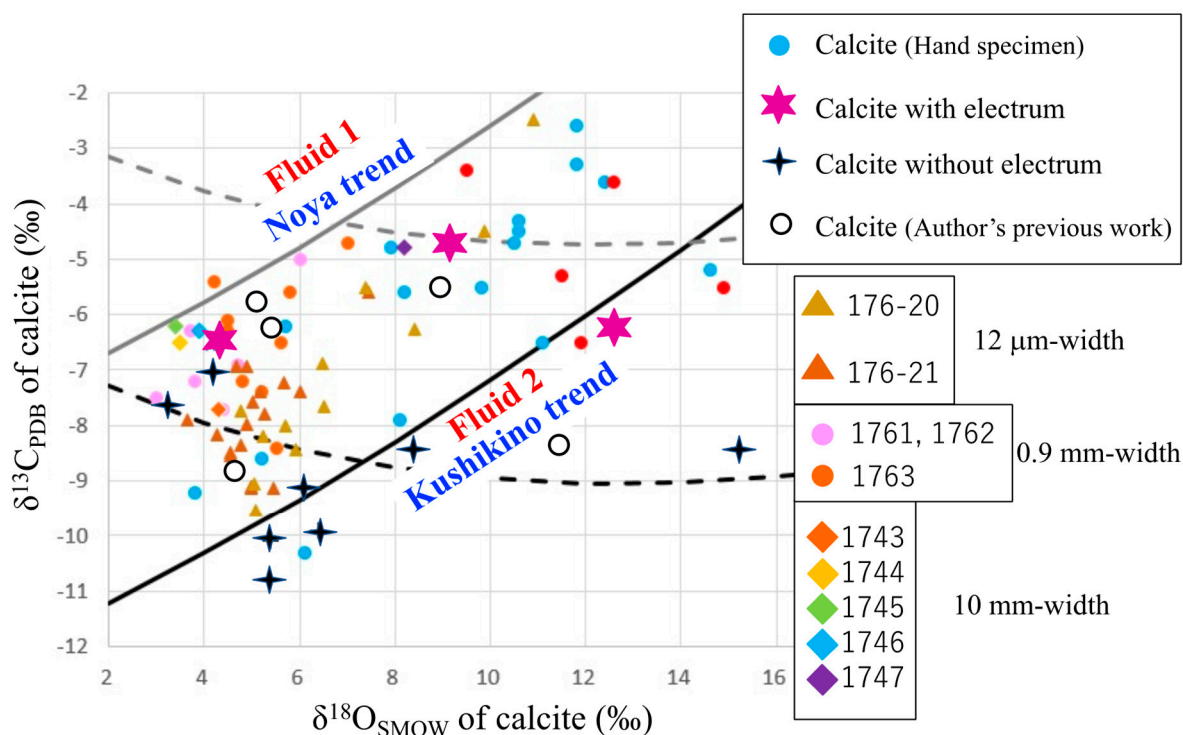 Calcite (Hand specimen)
Calcite with electrum
Calcite without electrum
Calcite (Author's previous work)
-2
-3
-4
-5
-6
-7
-8
-9
-10
-11
-12
δ13CPDB of calcite (‰)
Fluid 1
Noya trend
Fluid 2
Kushikino trend
176-20
176-21
12 μm-width
1761, 1762
1763
0.9 mm-width
1743
1744
1745
1746
1747
10 mm-width
2 4 6 8 10 12 14 16
δ18OSMOW of calcite (‰)